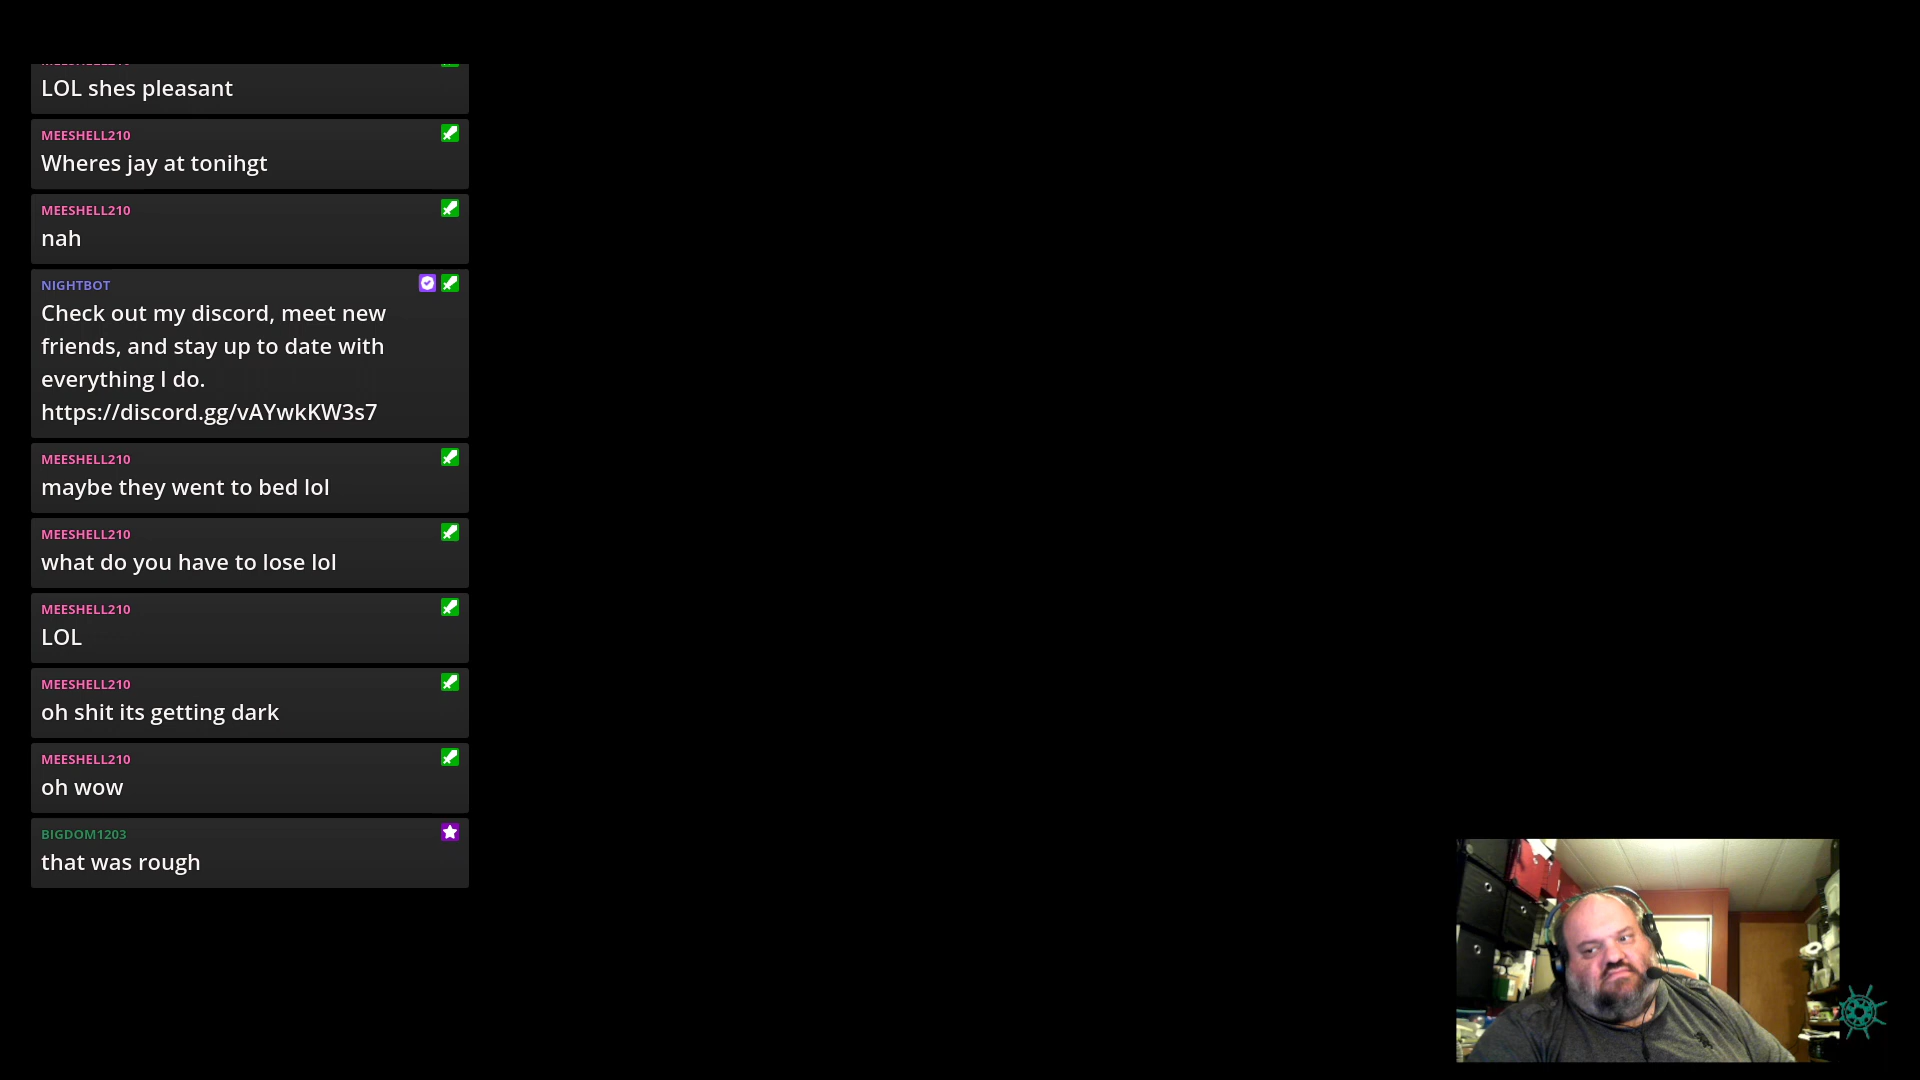 LOL shes pleasant
MEESHELL210
Wheres jay at tonihgt
MEESHELL210
nah
NIGHTBOT
Check out my discord, meet new
friends, and stay up to date with
everything I do.
https://discord.gg/vAYwkKW3s7
MEESHELL210
maybe they went to bed lol
MEESHELL210
what do you have to lose lol
MEESHELL210
LOL
MEESHELL210
oh shit its getting dark
MEESHELL210
oh wow
BIGDOM1203
that was rough